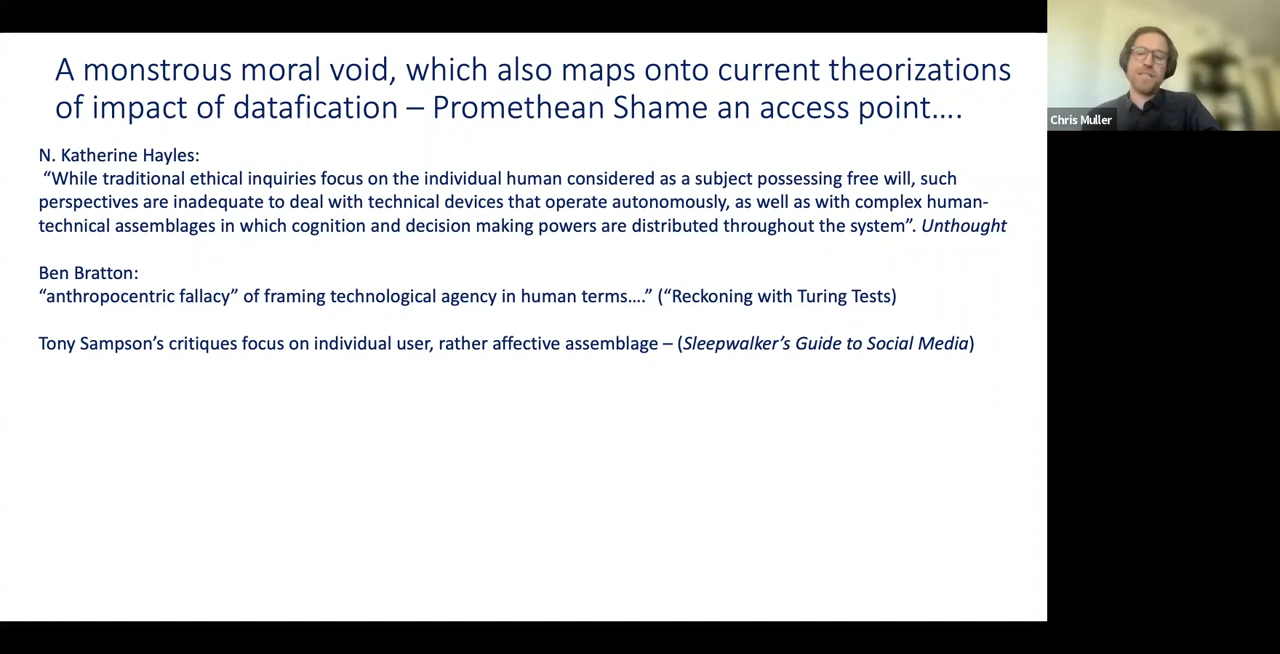 A monstrous moral void, which also maps onto current theorizations
of impact of datafication – Promethean Shame an access point….
Chris Muller
N. Katherine Hayles:
“While traditional ethical inquiries focus on the individual human considered as a subject possessing free will, such
perspectives are inadequate to deal with technical devices that operate autonomously, as well as with complex human-
technical assemblages in which cognition and decision making powers are distributed throughout the system”. Unthought
Ben Bratton:
“anthropocentric fallacy” of framing technological agency in human terms….” (“Reckoning with Turing Tests)
Tony Sampson’s critiques focus on individual user, rather affective assemblage – (Sleepwalker’s Guide to Social Media)